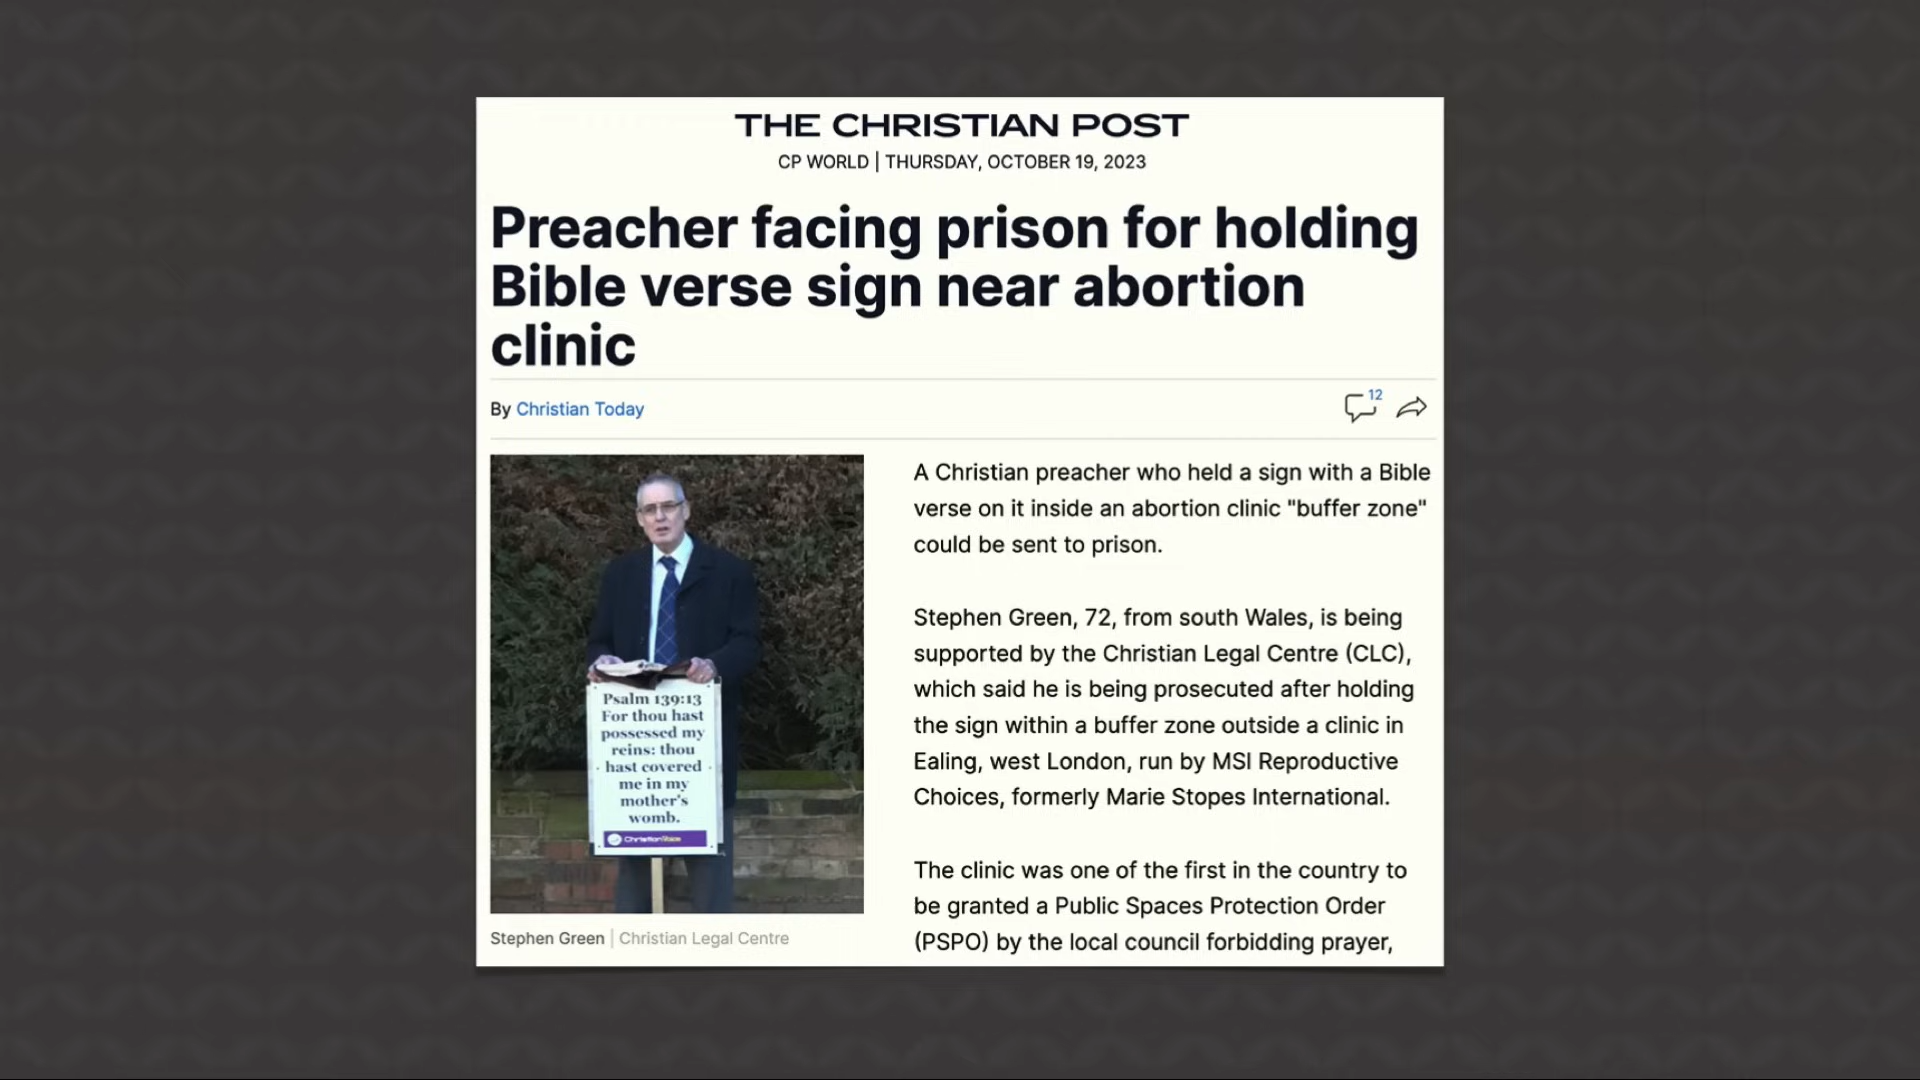 THE CHRISTIAN POST
CP WORLD | THURSDAY, OCTOBER 19, 2023
Preacher facing prison for holding
Bible verse sign near abortion
clinic
By Christian Today
12
A Christian preacher who held a sign with a Bible
verse on it inside an abortion clinic "buffer zone"
could be sent to prison.
Stephen Green, 72, from south Wales, is being
supported by the Christian Legal Centre (CLC),
which said he is being prosecuted after holding
the sign within a buffer zone outside a clinic in
Ealing, west London, run by MSI Reproductive
Choices, formerly Marie Stopes International.
The clinic was one of the first in the country to
be granted a Public Spaces Protection Order
(PSPO) by the local council forbidding prayer,
Psalm 139:13
For thou hast
possessed my
reins: thou
hast covered
me in my
mother's
womb.
ChristianVoice
Stephen Green | Christian Legal Centre